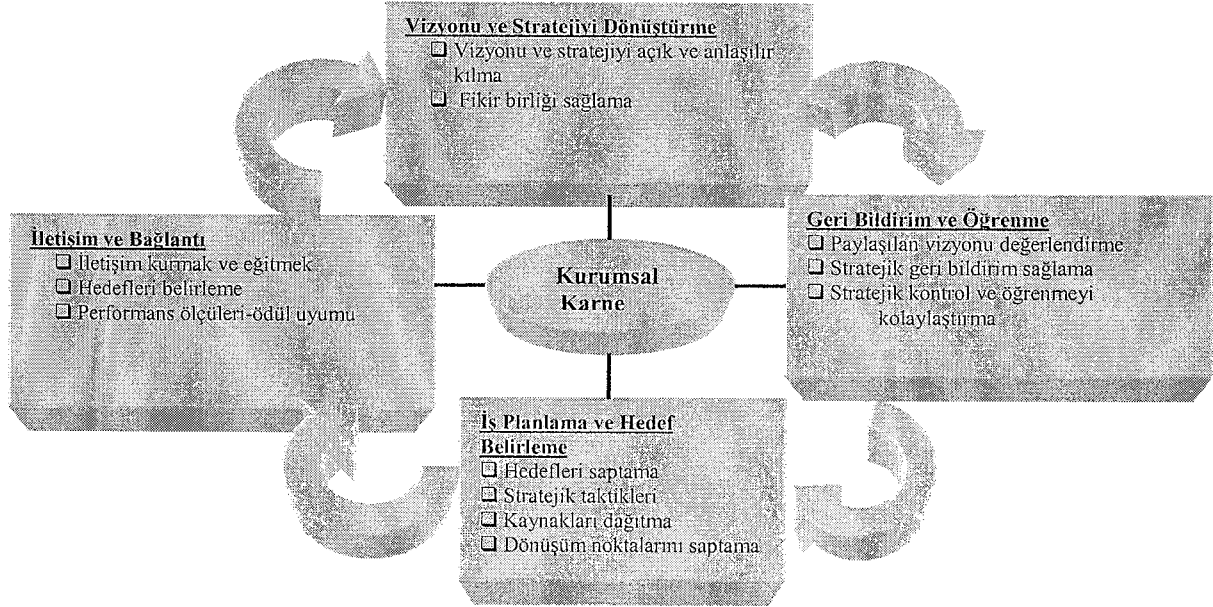 Vizyonu ve Stratejiyi Dönüştürme
❑ Vizyonu ve stratejiyi açık ve anlaşılır
kılma
❑ Fikir birliği sağlama
İletişim ve Bağlantı
❑ İletişim kurmak ve eğitmek
❑ Hedefleri belirleme
❑ Performans ölçüleri-ödül uyumu
Kurumsal
Karne
Geri Bildirim ve Öğrenme
❑ Paylaşılan vizyonu değerlendirme
❑ Stratejik geri bildirim sağlama
❑ Stratejik kontrol ve öğrenmeyi
kolaylaştırma
İş Planlama ve Hedef
Belirleme
❑ Hedefleri saptama
❑ Stratejik taktikleri
❑ Kaynakları dağıtma
❑ Dönüşüm noktalarını saptama